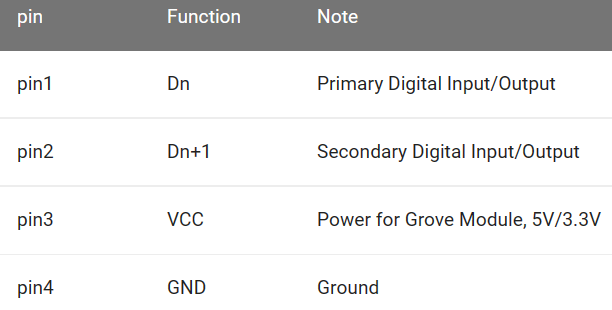 pin Function Note
pin1 Dn Primary Digital Input/Output
pin2 Dn+1 Secondary Digital Input/Output
pin3 VCC Power for Grove Module, 5V/3.3V
pin4 GND Ground